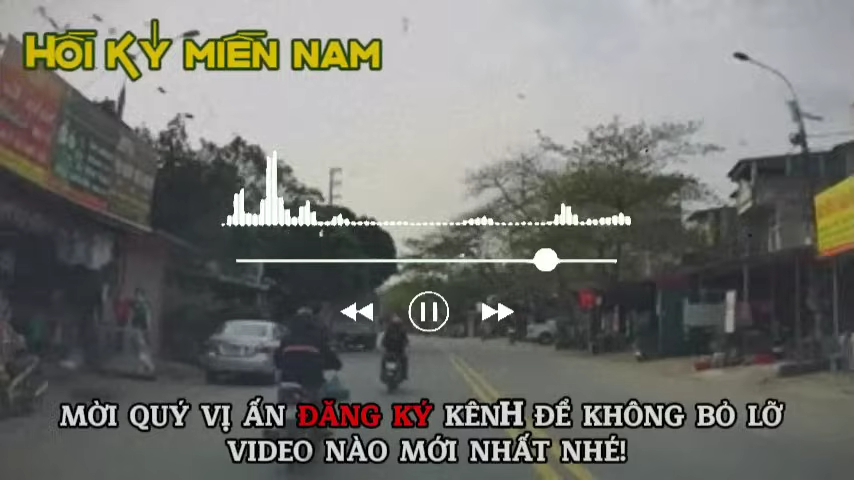 HỒI KÝ MIỀN NAM
MỜI QUÝ VỊ ẤN ĐĂNG KÝ KÊNH ĐỂ KHÔNG BỎ LỠ
VIDEO NÀO MỚI NHẤT NHÉ!